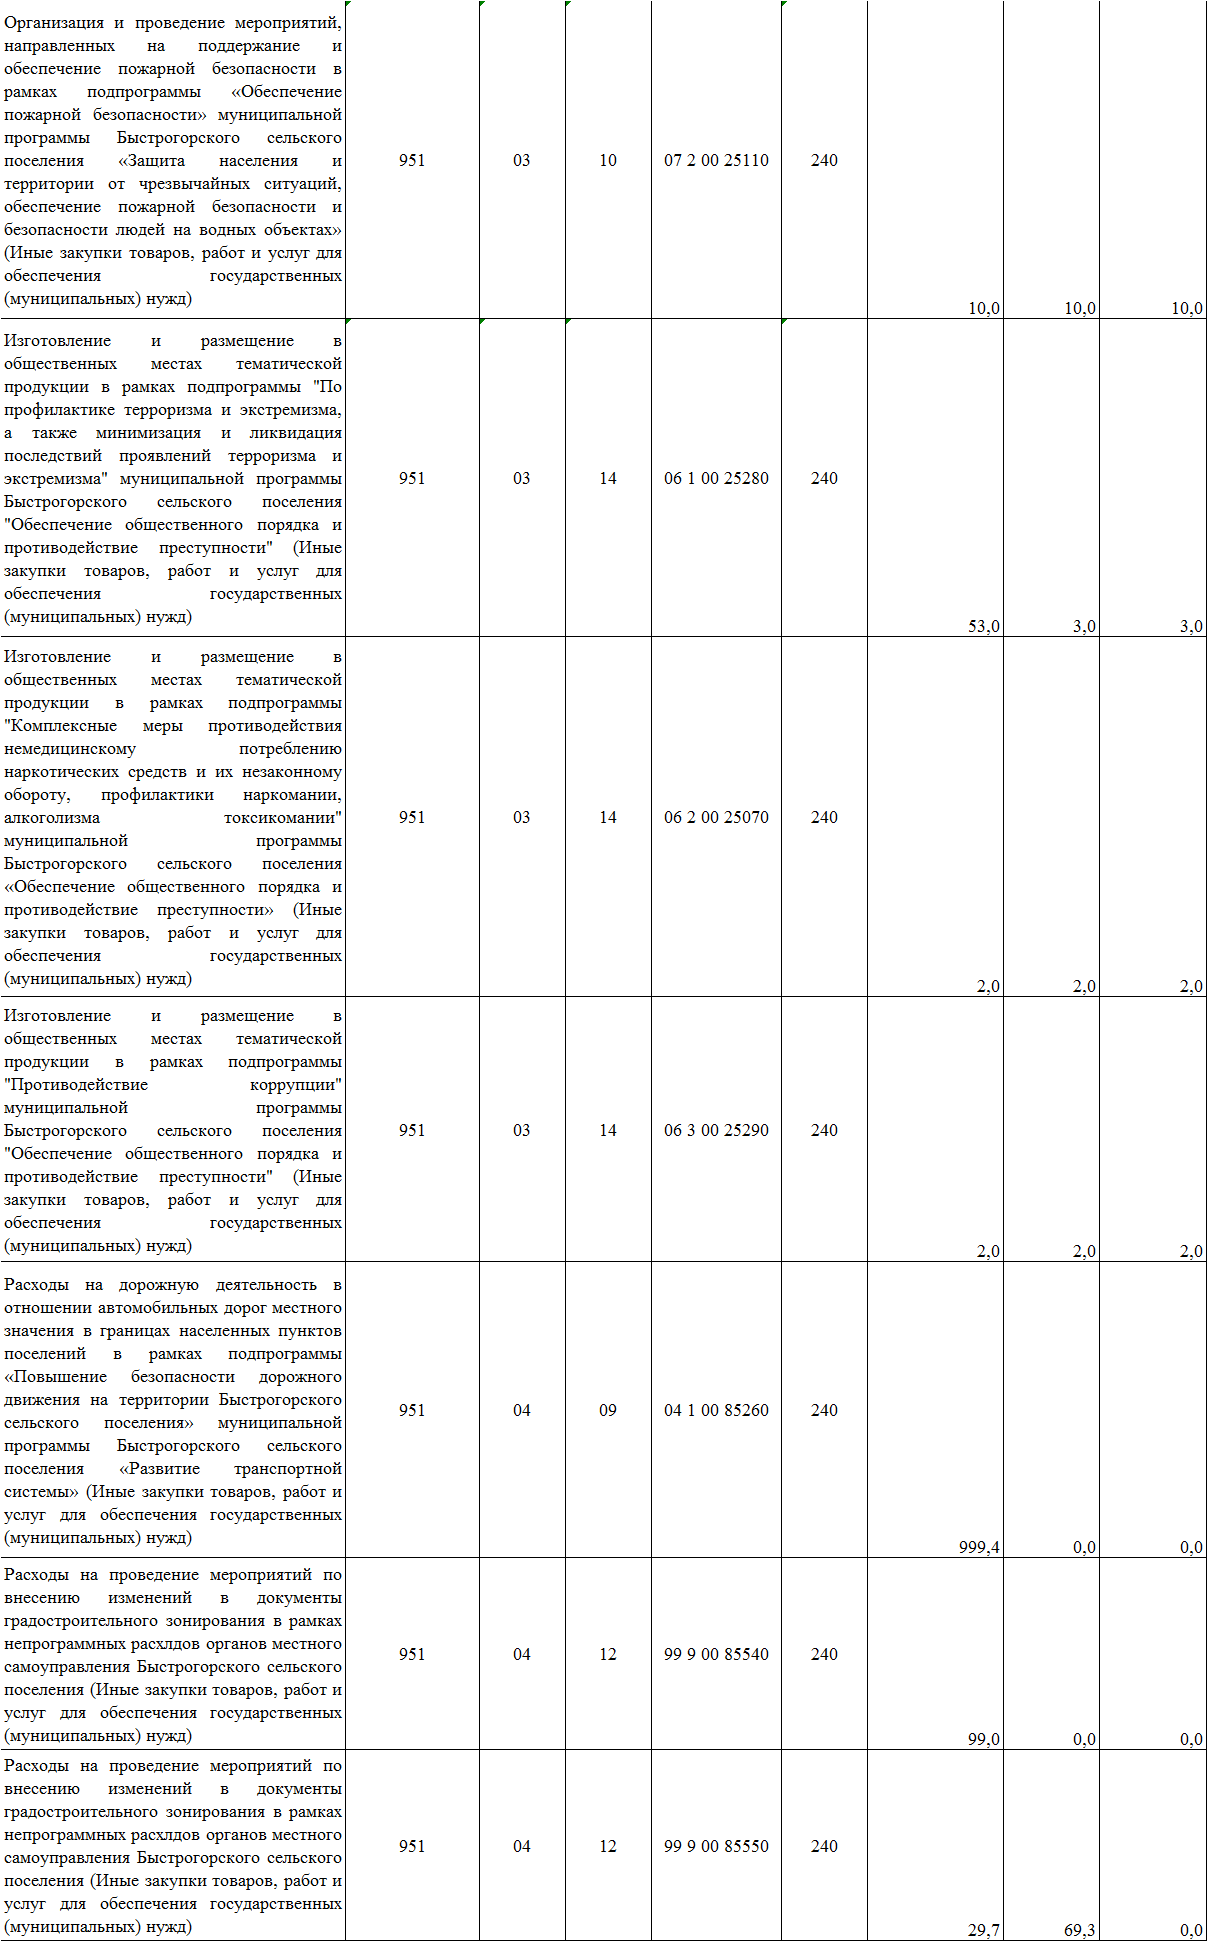 Организация и проведение мероприятий,
направленных на поддержание и
обеспечение пожарной безопасности в
рамках подпрограммы «Обеспечение
пожарной безопасности» муниципальной
программы Быстрогорского сельского
поселения «Защита населения и
территории от чрезвычайных ситуаций,
обеспечение пожарной безопасности и
безопасности людей на водных объектах»
(Иные закупки товаров, работ и услуг для
обеспечения государственных
(муниципальных) нужд)
951 03 10 07 2 00 25110 240
10,0 10,0 10,0
Изготовление и размещение в
общественных местах тематической
продукции в рамках подпрограммы "По
профилактике терроризма и экстремизма,
а также минимизация и ликвидация
последствий проявлений терроризма и
экстремизма" муниципальной программы
Быстрогорского сельского поселения
"Обеспечение общественного порядка и
противодействие преступности" (Иные
закупки товаров, работ и услуг для
обеспечения государственных
(муниципальных) нужд)
951 03 14 06 1 00 25280 240
53,0 3,0 3,0
Изготовление и размещение в
общественных местах тематической
продукции в рамках подпрограммы
"Комплексные меры противодействия
немедицинскому потреблению
наркотических средств и их незаконному
обороту, профилактики наркомании,
алкоголизма токсикомании"
муниципальной программы
Быстрогорского сельского поселения
«Обеспечение общественного порядка и
противодействие преступности» (Иные
закупки товаров, работ и услуг для
обеспечения государственных
(муниципальных) нужд)
951 03 14 06 2 00 25070 240
2,0 2,0 2,0
Изготовление и размещение в
общественных местах тематической
продукции в рамках подпрограммы
"Противодействие коррупции"
муниципальной программы
Быстрогорского сельского поселения
"Обеспечение общественного порядка и
противодействие преступности" (Иные
закупки товаров, работ и услуг для
обеспечения государственных
(муниципальных) нужд)
951 03 14 06 3 00 25290 240
2,0 2,0 2,0
Расходы на дорожную деятельность в
отношении автомобильных дорог местного
значения в границах населенных пунктов
поселений в рамках подпрограммы
«Повышение безопасности дорожного
движения на территории Быстрогорского
сельского поселения» муниципальной
программы Быстрогорского сельского
поселения «Развитие транспортной
системы» (Иные закупки товаров, работ и
услуг для обеспечения государственных
(муниципальных) нужд)
951 04 09 04 1 00 85260 240
999,4 0,0 0,0
Расходы на проведение мероприятий по
внесению изменений в документы
градостроительного зонирования в рамках
непрограммных расхлдов органов местного
самоуправления Быстрогорского сельского
поселения (Иные закупки товаров, работ и
услуг для обеспечения государственных
(муниципальных) нужд)
951 04 12 99 9 00 85540 240
99,0 0,0 0,0
Расходы на проведение мероприятий по
внесению изменений в документы
градостроительного зонирования в рамках
непрограммных расхлдов органов местного
самоуправления Быстрогорского сельского
поселения (Иные закупки товаров, работ и
услуг для обеспечения государственных
(муниципальных) нужд)
951 04 12 99 9 00 85550 240
29,7 69,3 0,0